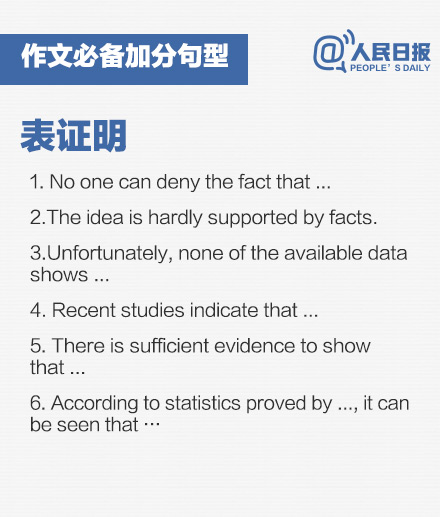 作文必备加分句型
@人民日报
PEOPLE'S DAILY
表证明
1. No one can deny the fact that ...
2.The idea is hardly supported by facts.
3.Unfortunately, none of the available data
shows ...
4. Recent studies indicate that ...
5. There is sufficient evidence to show
that ...
6. According to statistics proved by ..., it can
be seen that ···